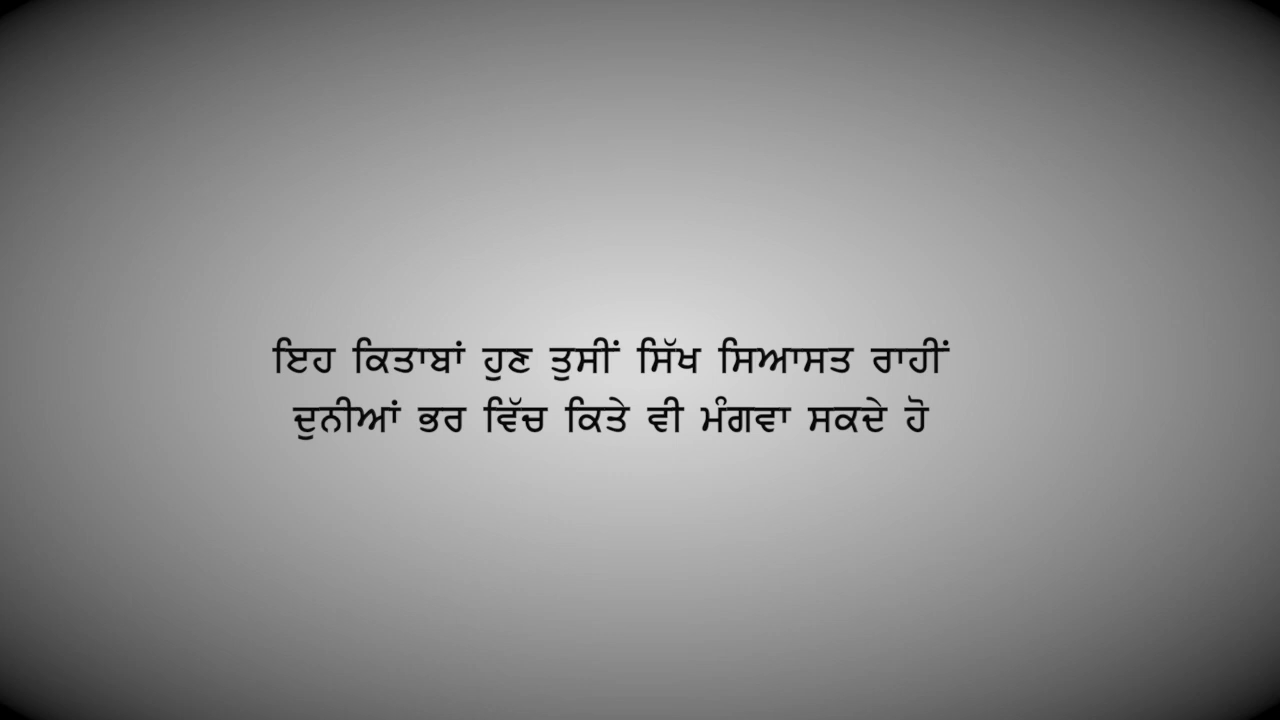 ਇਹ ਕਿਤਾਬਾਂ ਹੁਣ ਤੁਸੀਂ ਸਿੱਖ ਸਿਆਸਤ ਰਾਹੀਂ
ਦੁਨੀਆਂ ਭਰ ਵਿੱਚ ਕਿਤੇ ਵੀ ਮੰਗਵਾ ਸਕਦੇ ਹੋ